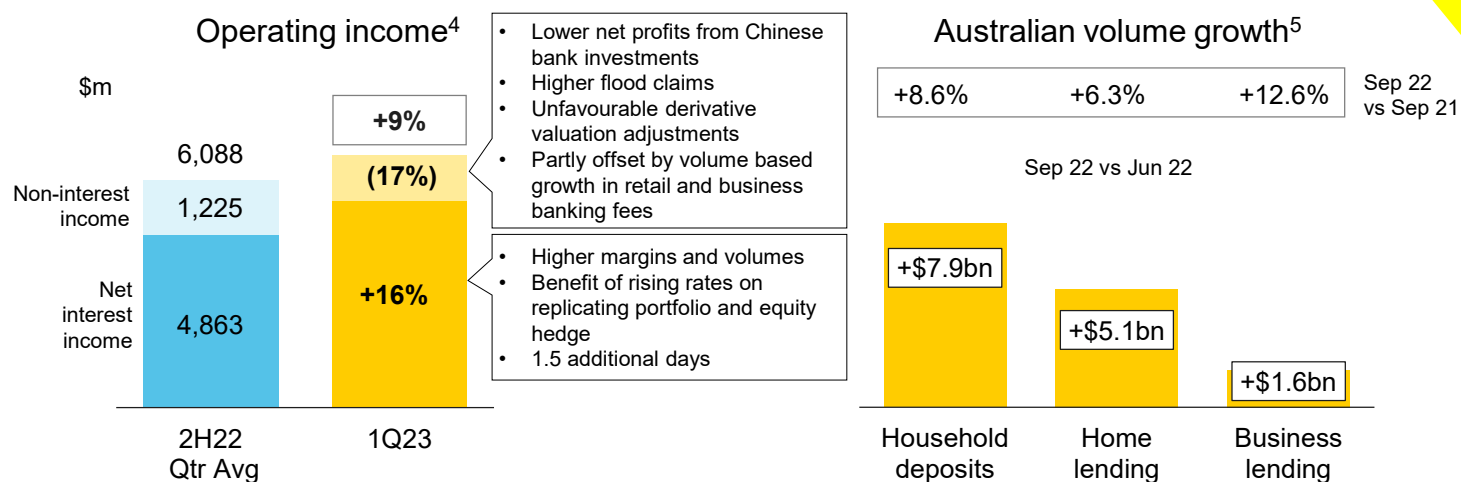 Operating income⁴
$m
+9%
6,088
Non-interest
income
1,225
(17%)
Net
interest
income
4,863
+16%
2H22
Qtr Avg
1Q23
• Lower net profits from Chinese
bank investments
• Higher flood claims
• Unfavourable derivative
valuation adjustments
• Partly offset by volume based
growth in retail and business
banking fees
• Higher margins and volumes
• Benefit of rising rates on
replicating portfolio and equity
hedge
• 1.5 additional days
Australian volume growth⁵
+8.6% +6.3% +12.6%
Sep 22
vs Sep 21
Sep 22 vs Jun 22
+$7.9bn
+$5.1bn
+$1.6bn
Household
deposits
Home
lending
Business
lending